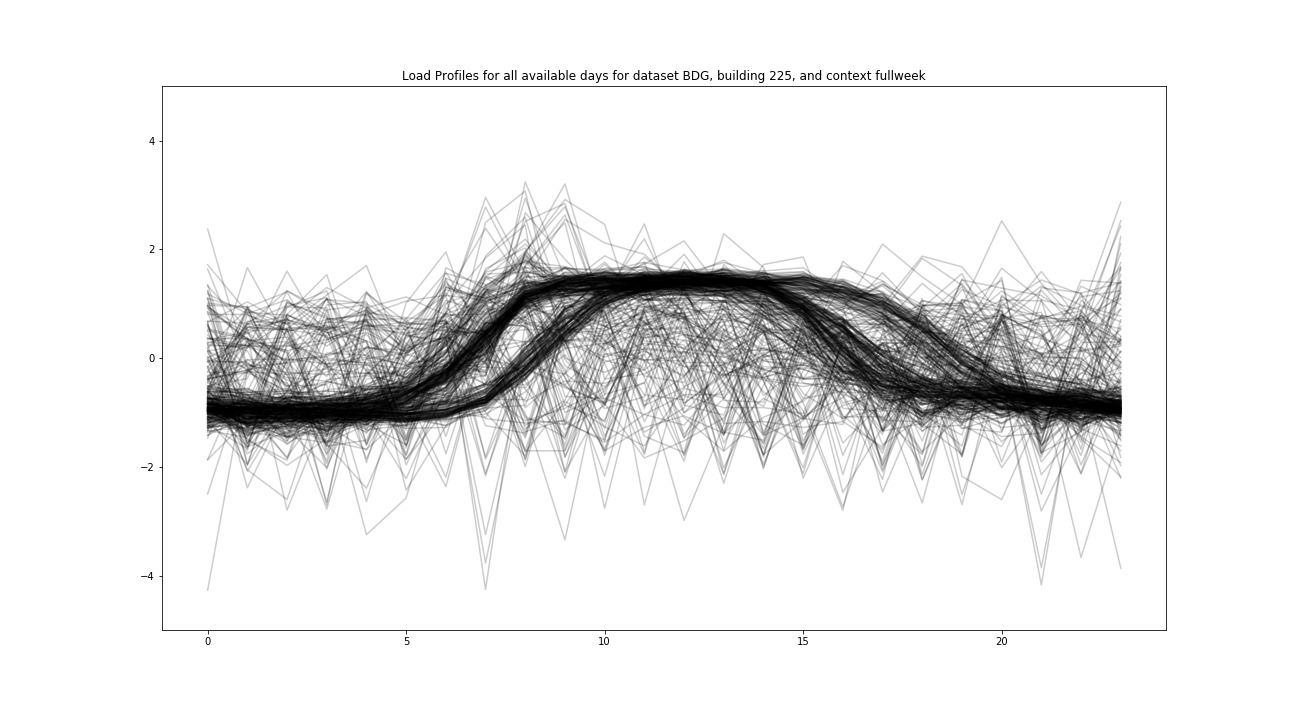 Load Profiles for all available days for dataset BDG, building 225, and context fullweek
4
2
0
−2
−4
0 5 10 15 20